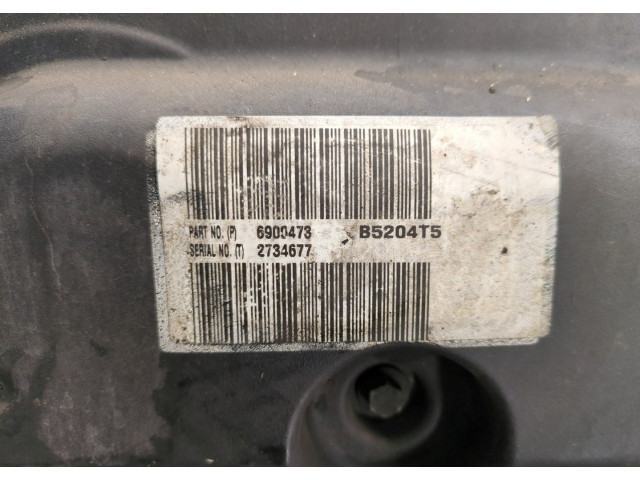 PART NO. (P) 6900473 B5204T5
SERIAL NO. (T) 2734677